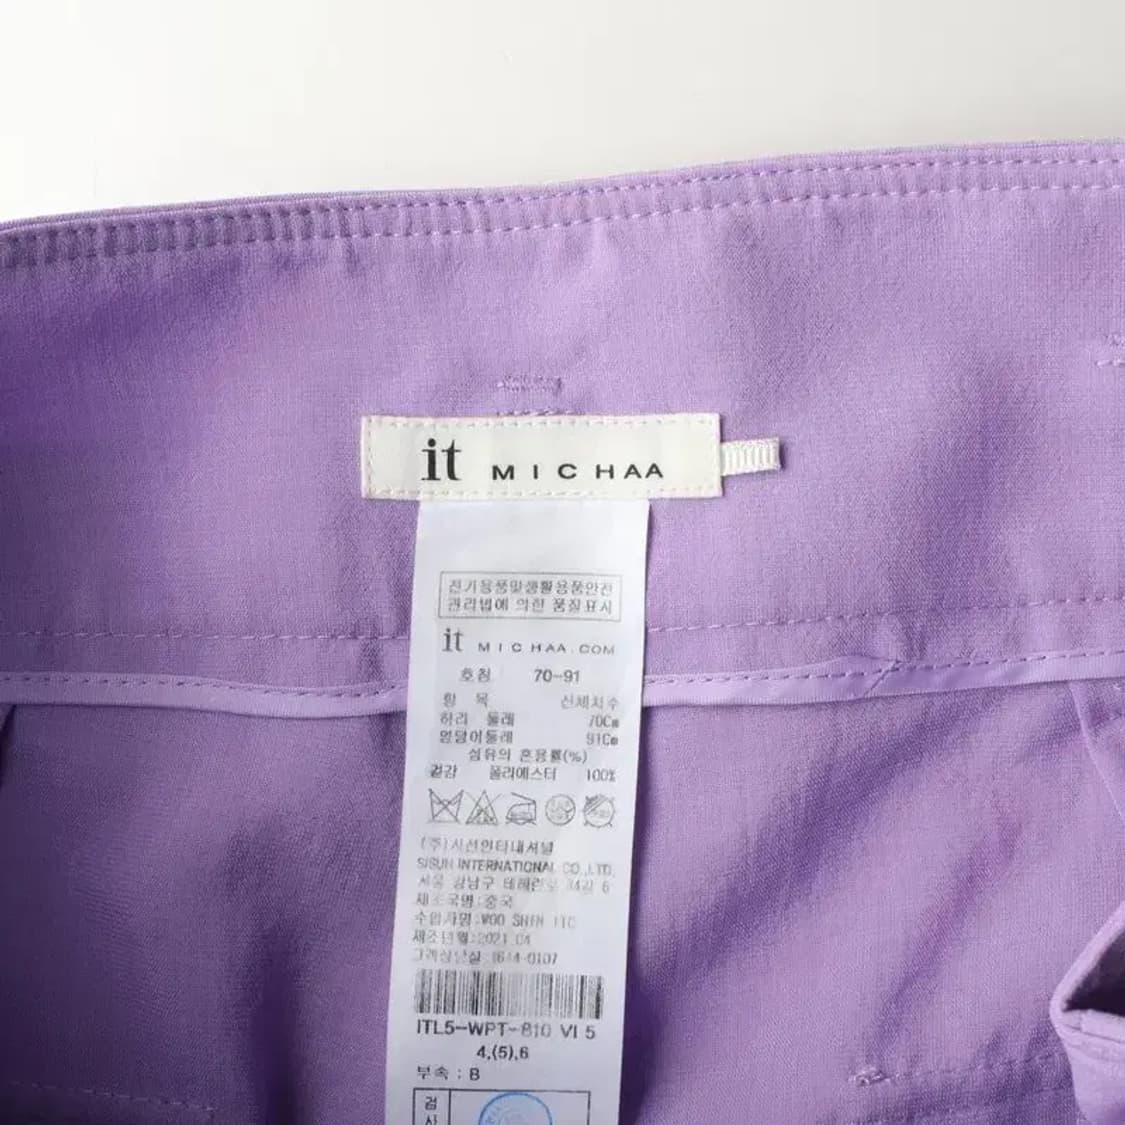 it MICHAA
전기용품및생활용품안전
관리법에 의한 품질표시
it MICHAA.COM
호칭 70-91
항 목 신체치수
허리 둘레 70Cm
엉덩이둘레 91Cm
섬유의 혼용률(%)
겉감 폴리에스터 100%
(주)시선인터내셔널
SISUN INTERNATIONAL CO.,LTD.
서울 강남구 테헤란로 34길 6
제조국명:중국
수입자명:WOO SHIN ITC
제조년월:2021.04
고객상담실:1644-0107
ITL5-WPT-810 VI 5
4,(5),6
부속 : B
검
사